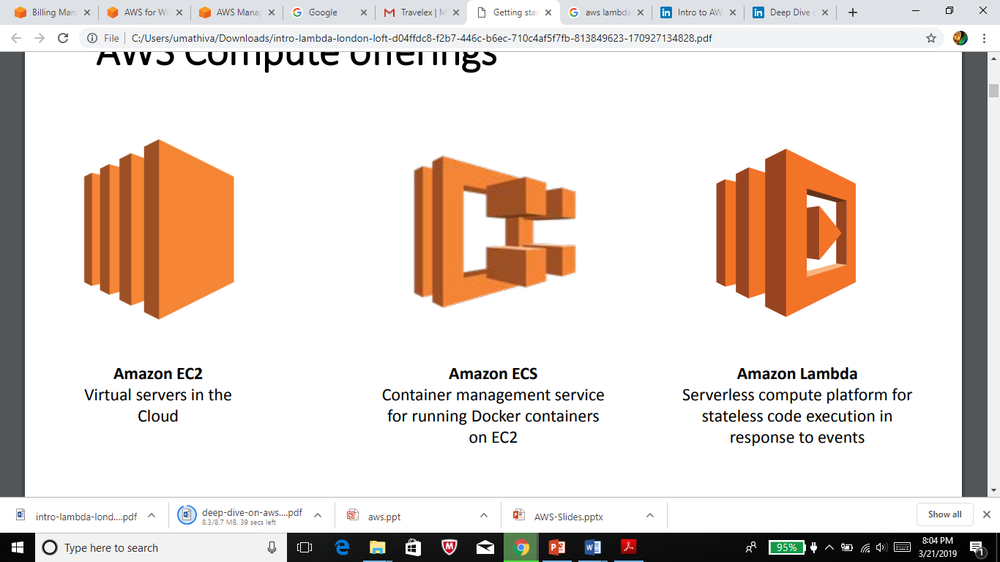 Billing Man
AWS for Wi
AWS Manag
Google
Travelex | M
Getting star
aws lambda
Intro to AW
Deep Dive o
File | C:/Users/umathiva/Downloads/intro-lambda-london-loft-d04ffdc8-f2b7-446c-b6ec-710c4af5f7fb-813849623-170927134828.pdf
AWS Compute offerings
Amazon EC2
Virtual servers in the
Cloud
Amazon ECS
Container management service
for running Docker containers
on EC2
Amazon Lambda
Serverless compute platform for
stateless code execution in
response to events
intro-lambda-lond....pdf
deep-dive-on-aws....pdf
8.3/8.7 MB, 39 secs left
aws.ppt
AWS-Slides.pptx
Show all
Type here to search
95%
8:04 PM
3/21/2019
1